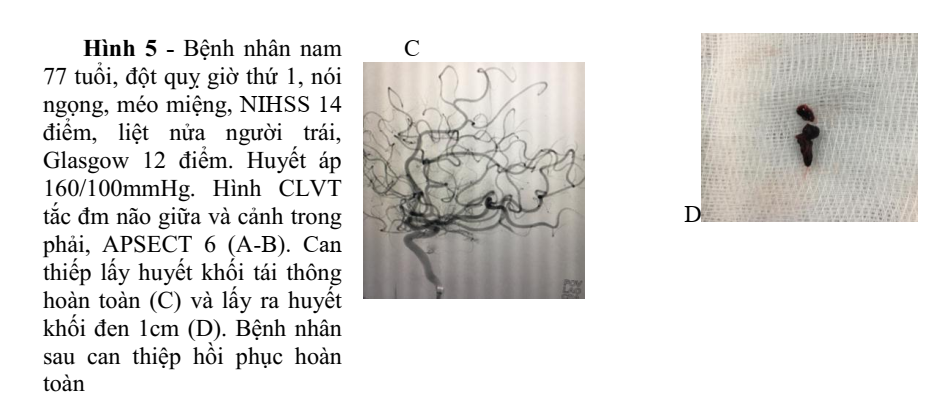 Hình 5 - Bệnh nhân nam
77 tuổi, đột quỵ giờ thứ 1, nói
ngọng, méo miệng, NIHSS 14
điểm, liệt nửa người trái,
Glasgow 12 điểm. Huyết áp
160/100mmHg. Hình CLVT
tắc đm não giữa và cảnh trong
phải, APSECT 6 (A-B). Can
thiếp lấy huyết khối tái thông
hoàn toàn (C) và lấy ra huyết
khối đen 1cm (D). Bệnh nhân
sau can thiệp hồi phục hoàn
toàn
C
D